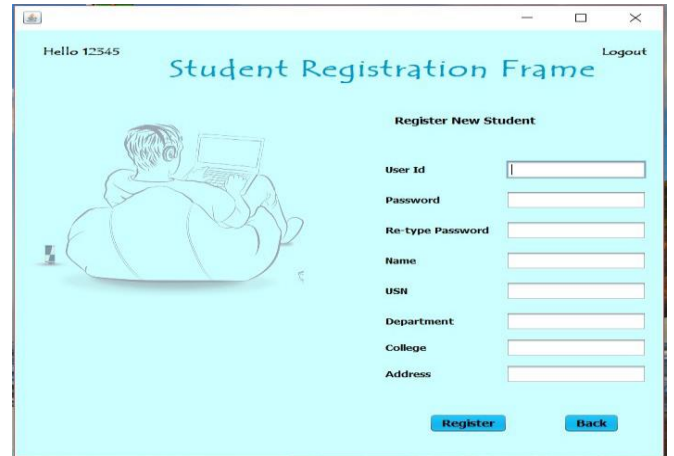 Hello 12345
Logout
Student Registration Frame
Register New Student
User Id
Password
Re-type Password
Name
USN
Department
College
Address
Register
Back